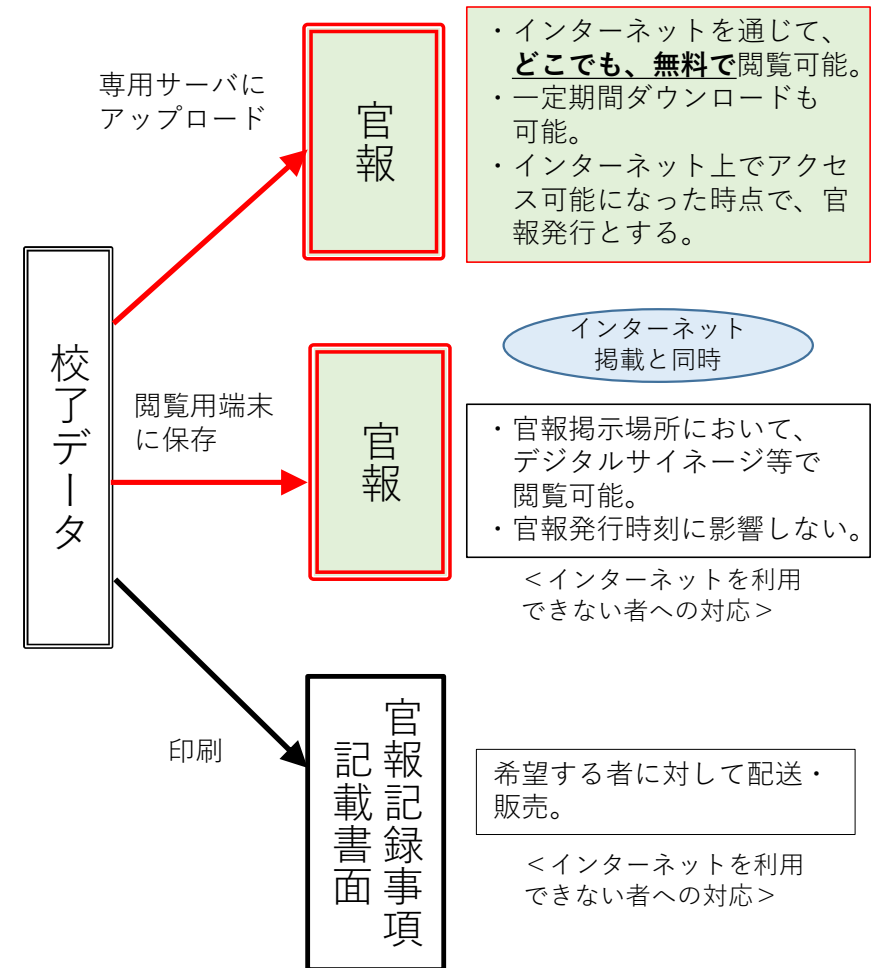 専用サーバに
アップロード
官報
・インターネットを通じて、
どこでも、無料で閲覧可能。
・一定期間ダウンロードも
可能。
・インターネット上でアクセ
ス可能になった時点で、官
報発行とする。
校了データ
インターネット
掲載と同時
閲覧用端末
に保存
官報
・官報掲示場所において、
デジタルサイネージ等で
閲覧可能。
・官報発行時刻に影響しない。
＜インターネットを利用
できない者への対応＞
印刷
官報記録事項
記載書面
希望する者に対して配送・
販売。
＜インターネットを利用
できない者への対応＞